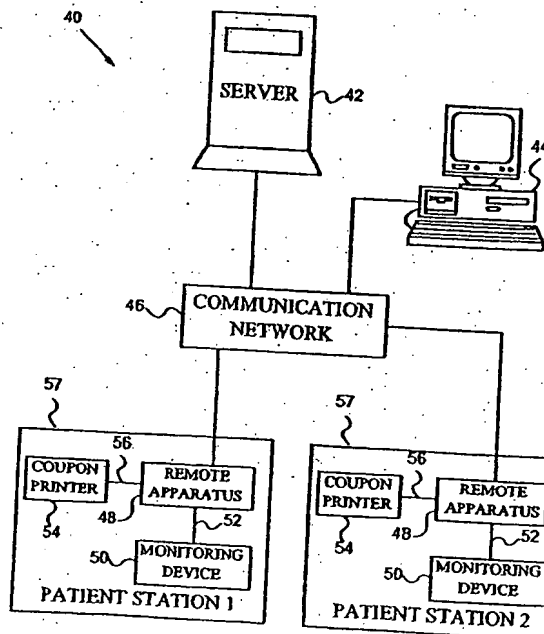 40
SERVER
42
44
46
COMMUNICATION
NETWORK
57
56
COUPON
PRINTER
REMOTE
APPARATUS
54
48
52
50
MONITORING
DEVICE
PATIENT STATION 1
57
56
COUPON
PRINTER
REMOTE
APPARATUS
54
48
52
50
MONITORING
DEVICE
PATIENT STATION 2